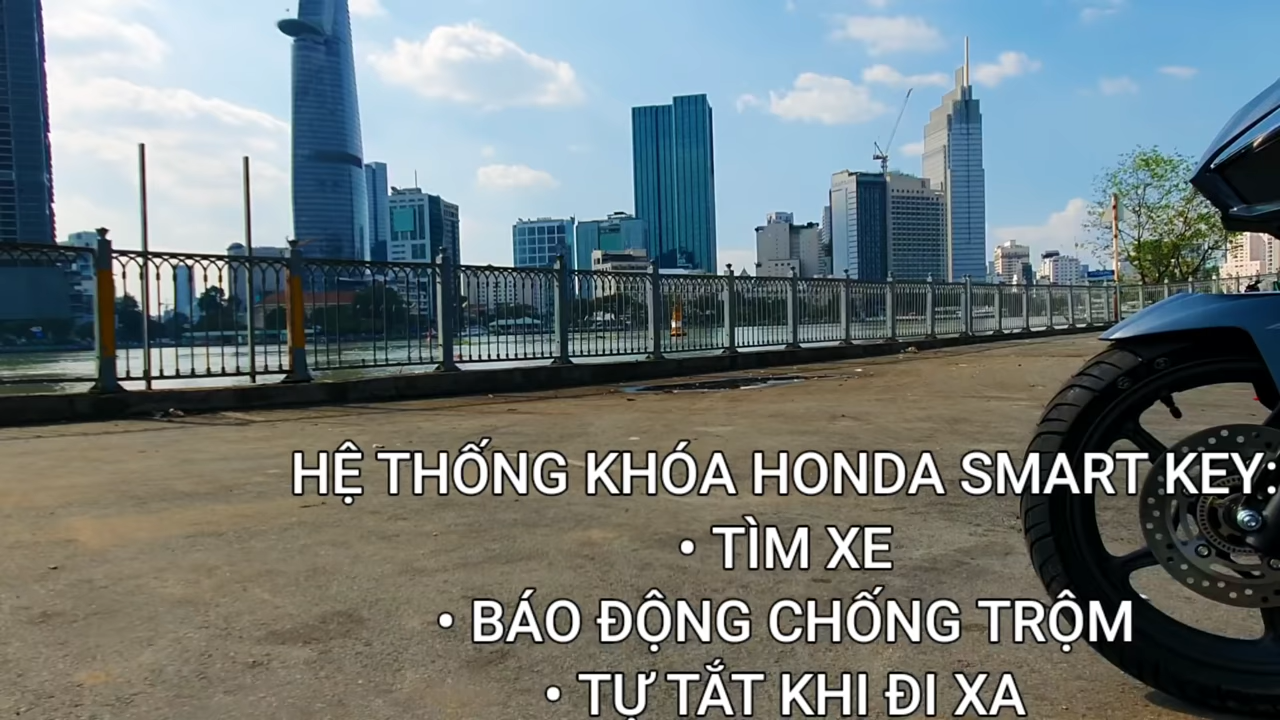 HỆ THỐNG KHÓA HONDA SMART KEY:
• TÌM XE
• BÁO ĐỘNG CHỐNG TRỘM
• TỰ TẮT KHI ĐI XA